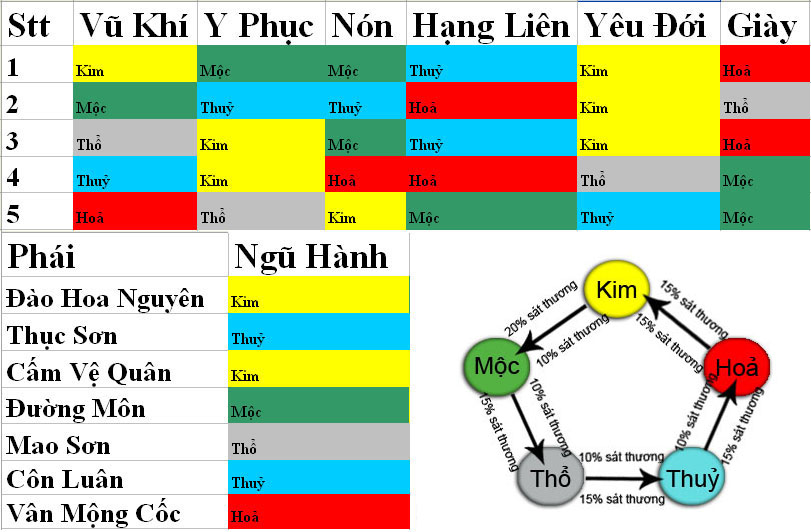 Stt Vũ Khí Y Phục Nón Hạng Liên Yêu Đới Giày
1 Kim Mộc Mộc Thuỷ Kim Hoả
2 Mộc Thuỷ Thuỷ Hoả Kim Thổ
3 Thổ Kim Mộc Thuỷ Kim Hoả
4 Thuỷ Kim Hoả Hoả Thổ Mộc
5 Hoả Thổ Kim Mộc Thuỷ Mộc
Phái Ngũ Hành
Đào Hoa Nguyên Kim
Thục Sơn Thuỷ
Cấm Vệ Quân Kim
Đường Môn Mộc
Mao Sơn Thổ
Côn Luân Thuỷ
Vân Mộng Cốc Hoả
Kim
20% sát thương
10% sát thương
15% sát thương
15% sát thương
Mộc
Hoả
15% sát thương
10% sát thương
10% sát thương
15% sát thương
Thổ
10% sát thương
15% sát thương
Thuỷ